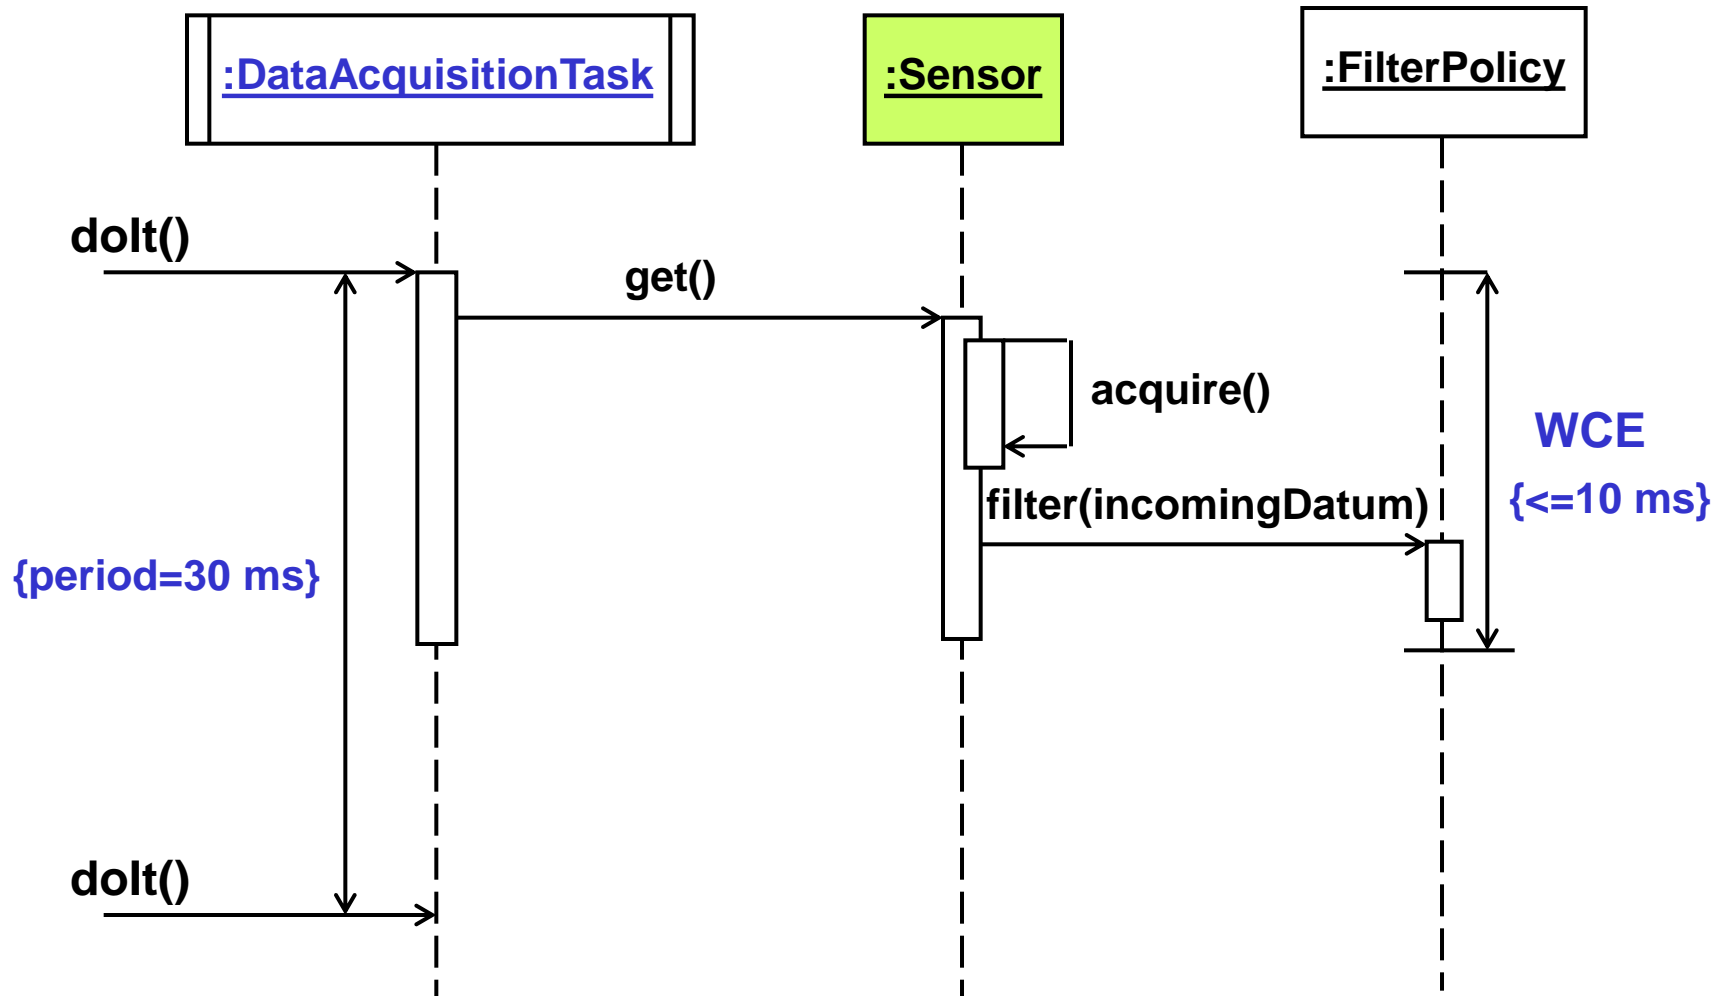 :DataAcquisitionTask
:Sensor
:FilterPolicy
doIt()
get()
acquire()
WCE
filter(incomingDatum)
{<=10 ms}
{period=30 ms}
doIt()